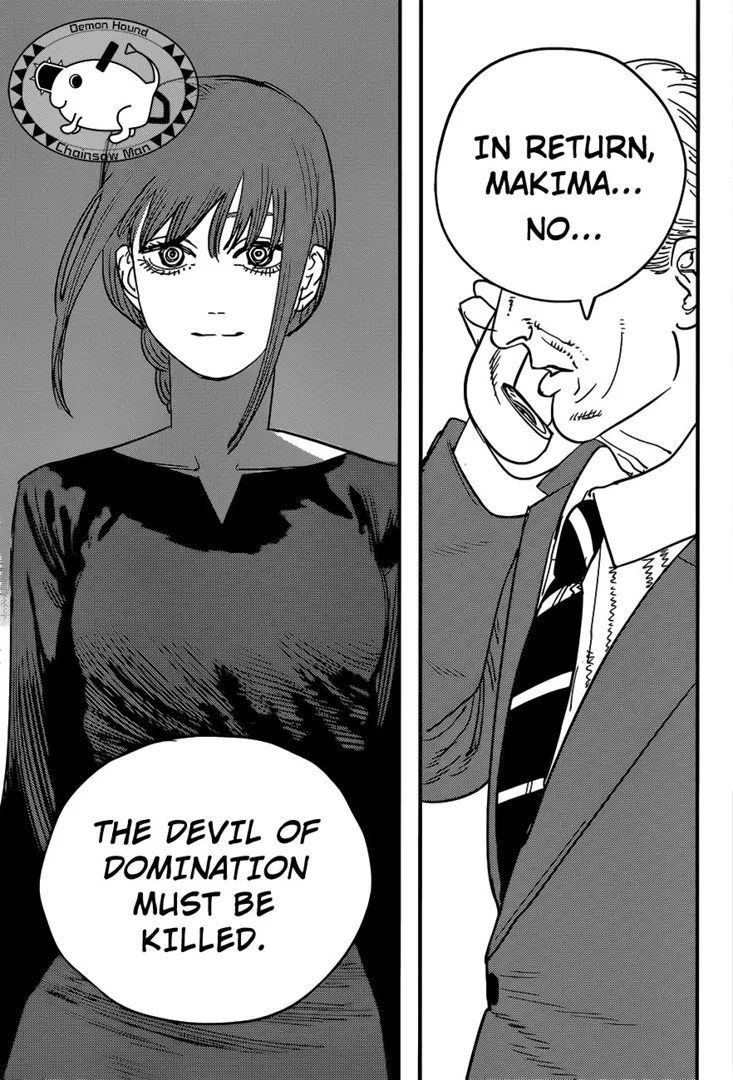 Demon Hound
Chainsaw Man
IN RETURN,
MAKIMA...
NO...
THE DEVIL OF
DOMINATION
MUST BE
KILLED.